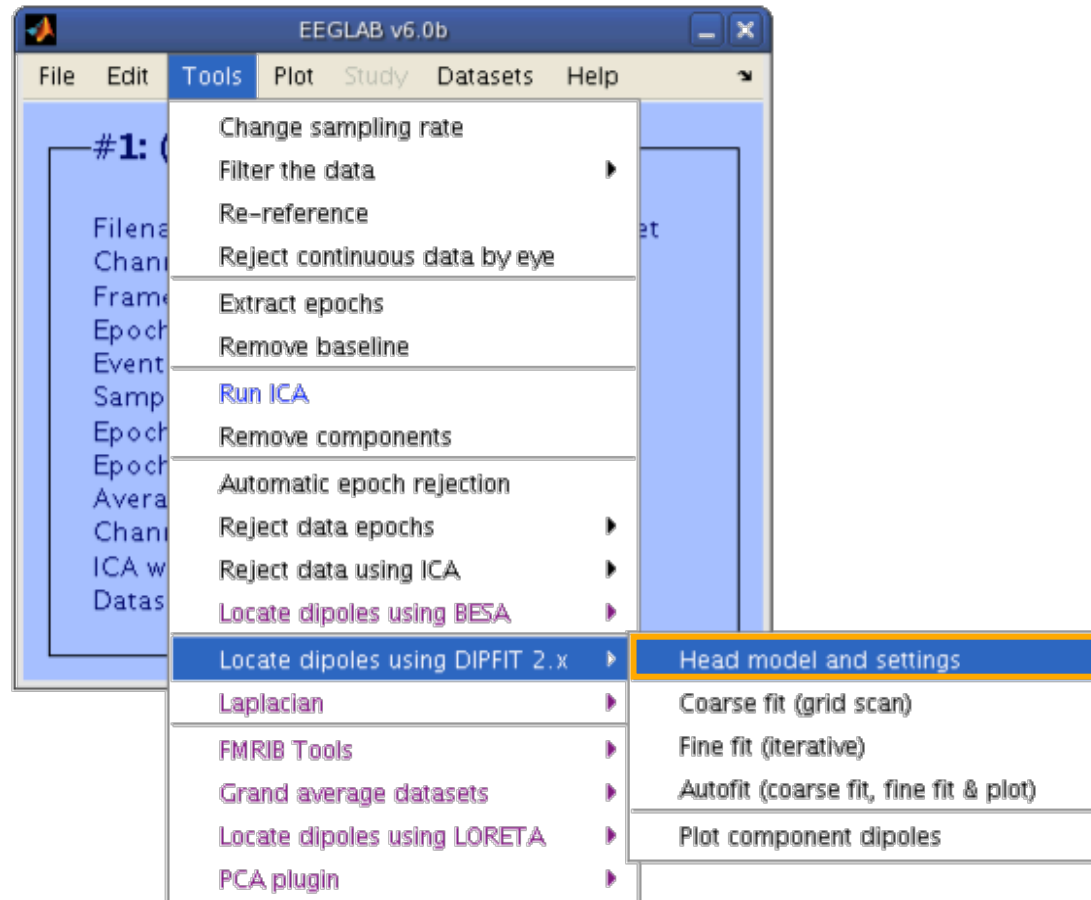 EEGLAB v6.0b
File Edit Tools Plot Study Datasets Help
#1: (
Filena
et
Chann
Frame
Epoch
Event
Samp
Epoch
Epoch
Avera
Chann
ICA w
Datas
Change sampling rate
Filter the data
Re-reference
Reject continuous data by eye
Extract epochs
Remove baseline
Run ICA
Remove components
Automatic epoch rejection
Reject data epochs
Reject data using ICA
Locate dipoles using BESA
Locate dipoles using DIPFIT 2.x
Laplacian
FMRIB Tools
Grand average datasets
Locate dipoles using LORETA
PCA plugin
Head model and settings
Coarse fit (grid scan)
Fine fit (iterative)
Autofit (coarse fit, fine fit & plot)
Plot component dipoles